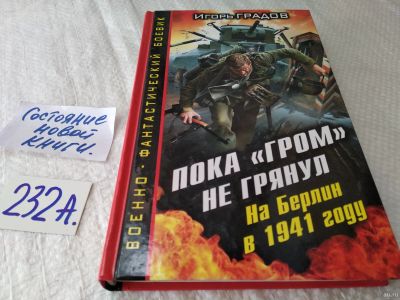 Игорь ГРАДОВ
ВОЕННО-ФАНТАСТИЧЕСКИЙ БОЕВИК
ПОКА «ГРОМ»
НЕ ГРЯНУЛ
На Берлин
в 1941 году
Состояние
новой
книги.
232А.